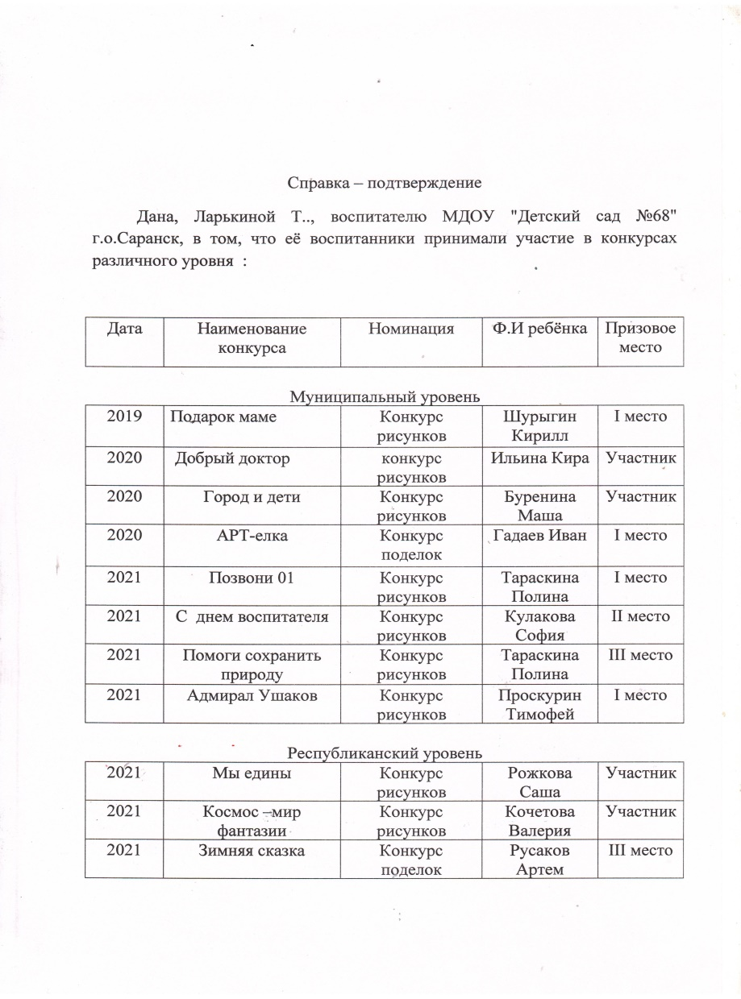 Справка – подтверждение
Дана, Ларькиной Т.., воспитателю МДОУ "Детский сад №68"
г.о.Саранск, в том, что её воспитанники принимали участие в конкурсах
различного уровня :
Дата Наименование Номинация Ф.И ребёнка Призовое
конкурса место
Муниципальный уровень
2019 Подарок маме Конкурс Шурыгин I место
рисунков Кирилл
2020 Добрый доктор конкурс Ильина Кира Участник
рисунков
2020 Город и дети Конкурс Буренина Участник
рисунков Маша
2020 АРТ-елка Конкурс Гадаев Иван I место
поделок
2021 Позвони 01 Конкурс Тараскина I место
рисунков Полина
2021 С днем воспитателя Конкурс Кулакова II место
рисунков София
2021 Помоги сохранить Конкурс Тараскина III место
природу рисунков Полина
2021 Адмирал Ушаков Конкурс Проскурин I место
рисунков Тимофей
Республиканский уровень
2021 Мы едины Конкурс Рожкова Участник
рисунков Саша
2021 Космос –мир Конкурс Кочетова Участник
фантазии рисунков Валерия
2021 Зимняя сказка Конкурс Русаков III место
поделок Артем